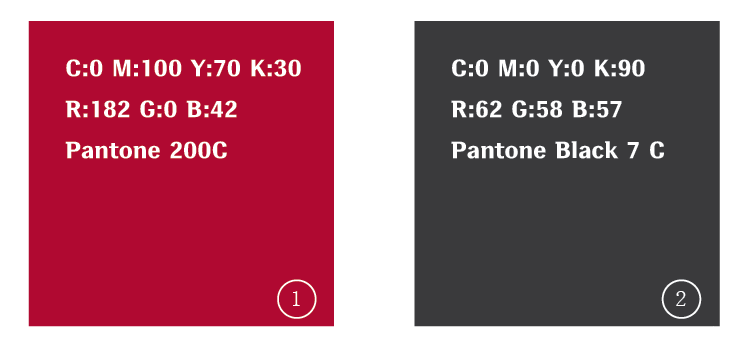 C:0 M:100 Y:70 K:30
R:182 G:0 B:42
Pantone 200C
1
C:0 M:0 Y:0 K:90
R:62 G:58 B:57
Pantone Black 7 C
2